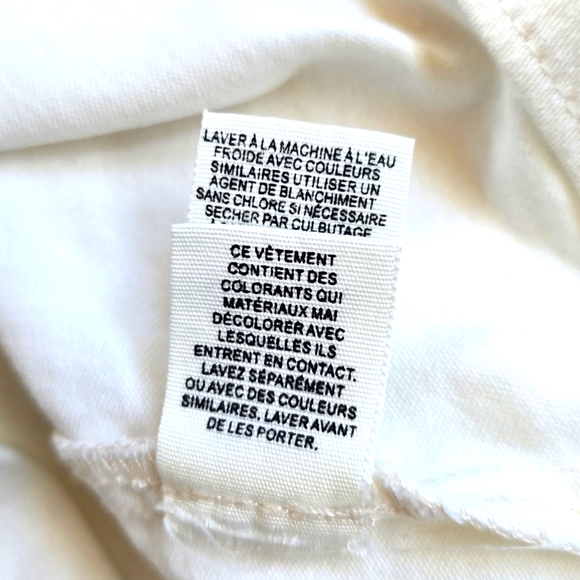 LAVER À LA MACHINE À L'EAU
FROIDE AVEC COULEURS
SIMILAIRES UTILISER UN
AGENT DE BLANCHIMENT
SANS CHLORE SI NÉCESSAIRE
SECHER PAR CULBUTAGE
CE VÊTEMENT
CONTIENT DES
COLORANTS QUI
MATÉRIAUX MAI
DÉCOLORER AVEC
LESQUELLES ILS
ENTRENT EN CONTACT.
LAVEZ SÉPARÉMENT
OU AVEC DES COULEURS
SIMILAIRES, LAVER AVANT
DE LES PORTER.